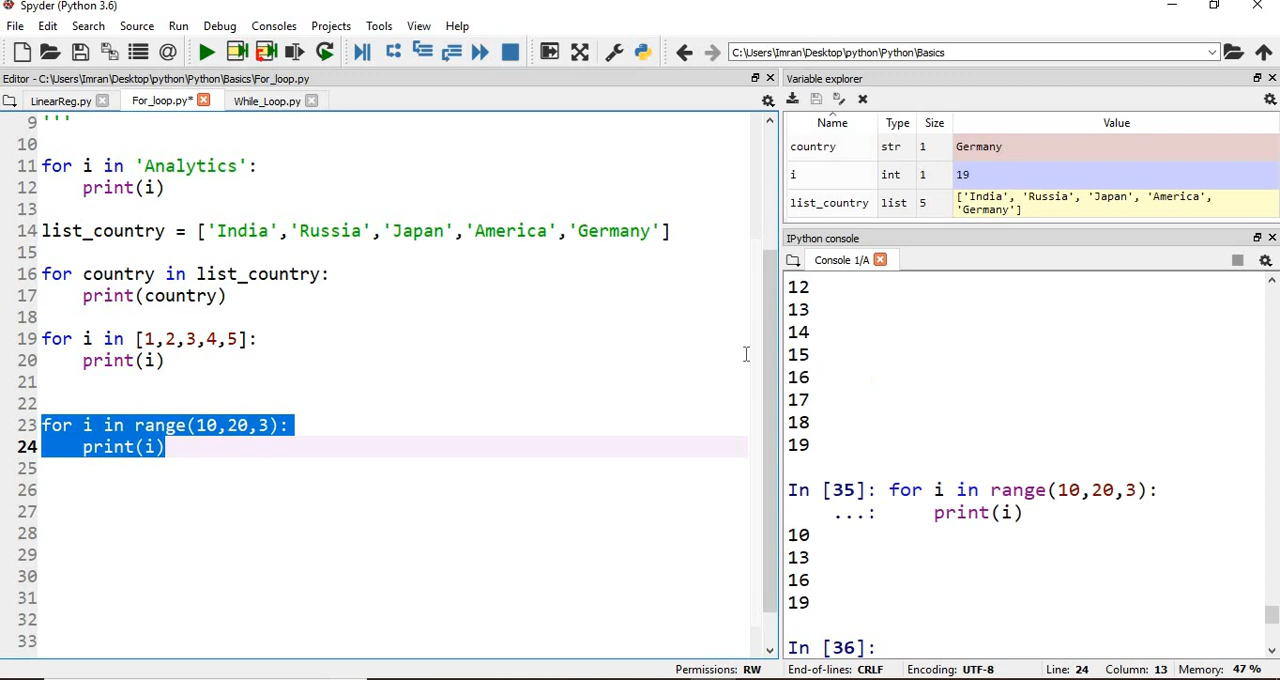 Spyder (Python 3.6)
File Edit Search Source Run Debug Consoles Projects Tools View Help
C:\Users\Imran\Desktop\python\Python\Basics
Editor - C:\Users\Imran\Desktop\python\Python\Basics\For_loop.py
LinearReg.py For_loop.py* While_Loop.py
9 '''
10
11 for i in 'Analytics':
12     print(i)
13
14 list_country = ['India','Russia','Japan','America','Germany']
15
16 for country in list_country:
17     print(country)
18
19 for i in [1,2,3,4,5]:
20     print(i)
21
22
23 for i in range(10,20,3):
24     print(i)
25
26
27
28
29
30
31
32
33
Variable explorer
Name Type Size Value
country str 1 Germany
i int 1 19
list_country list 5 ['India', 'Russia', 'Japan', 'America',
'Germany']
IPython console
Console 1/A
12
13
14
15
16
17
18
19
In [35]: for i in range(10,20,3):
    ...:     print(i)
10
13
16
19
In [36]:
Permissions: RW End-of-lines: CRLF Encoding: UTF-8 Line: 24 Column: 13 Memory: 47 %